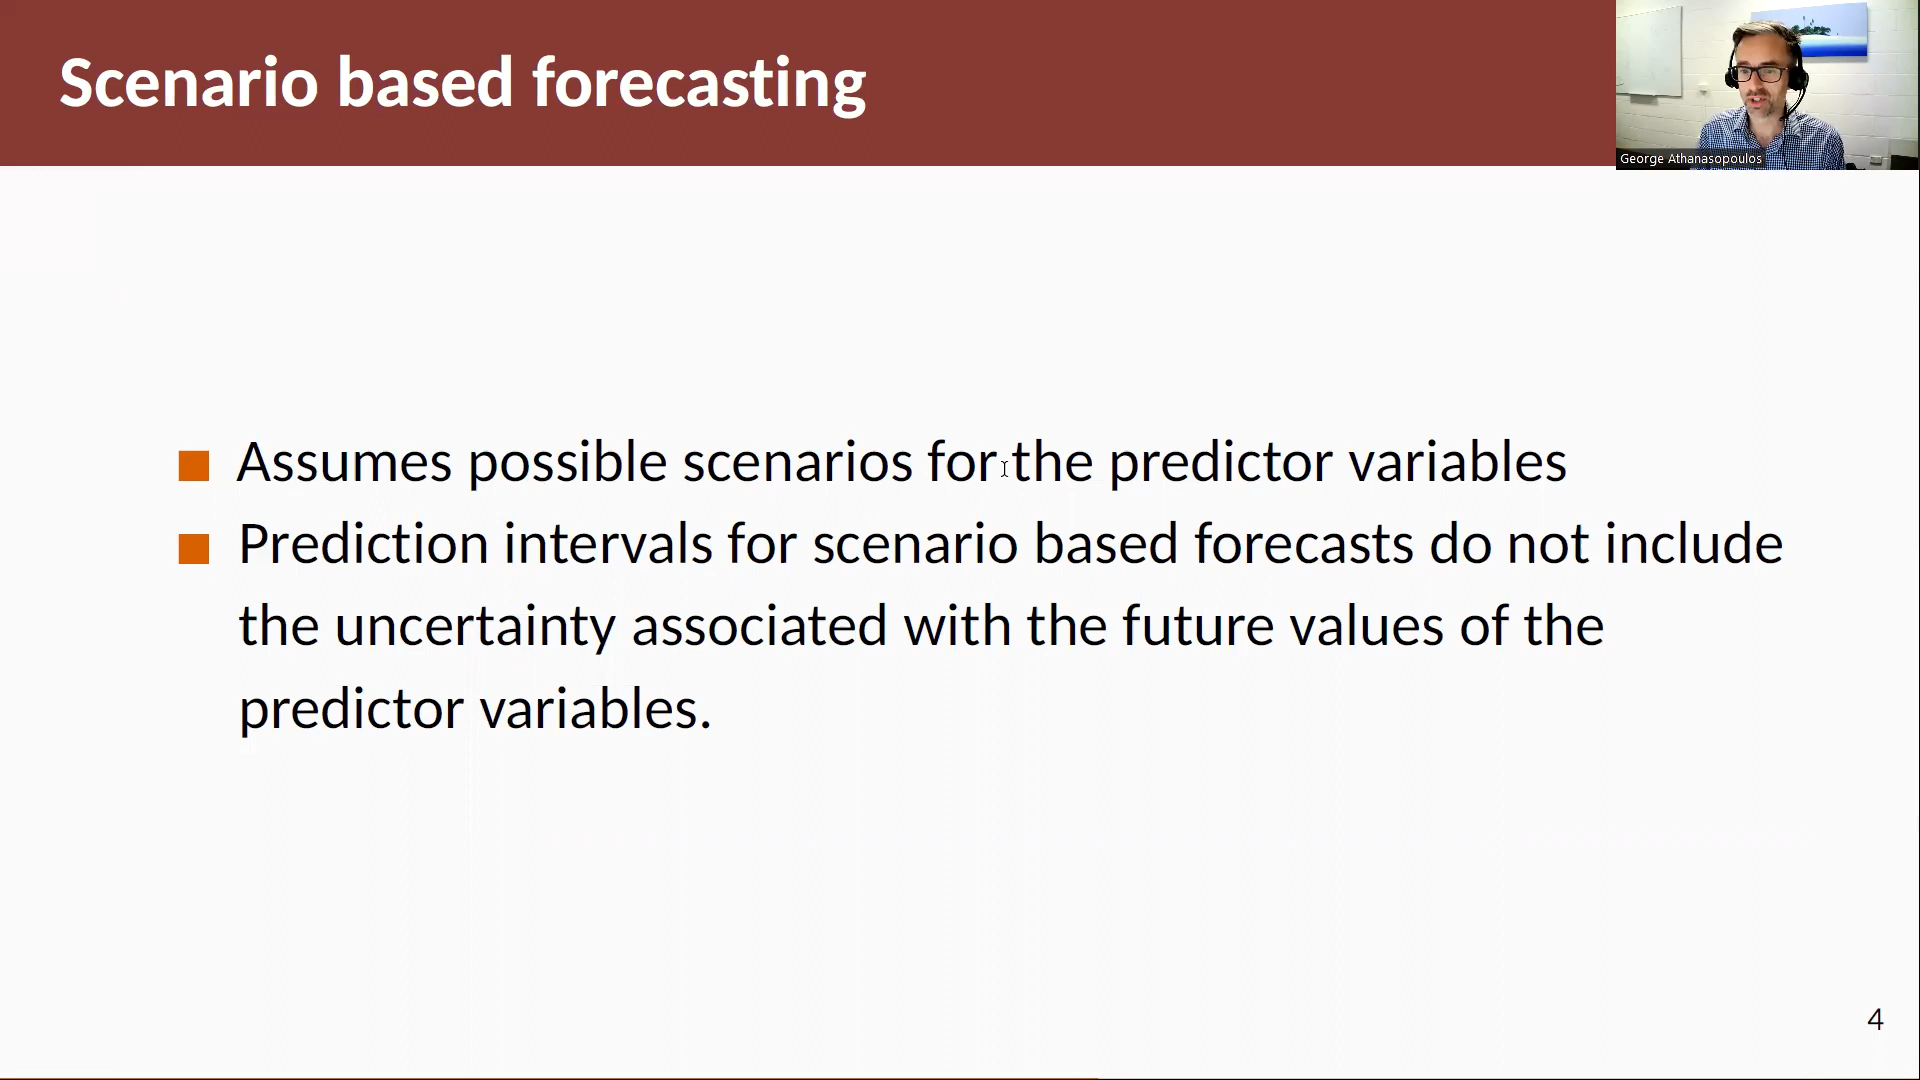 Scenario based forecasting
George Athanasopoulos
Assumes possible scenarios for the predictor variables
Prediction intervals for scenario based forecasts do not include
the uncertainty associated with the future values of the
predictor variables.
4